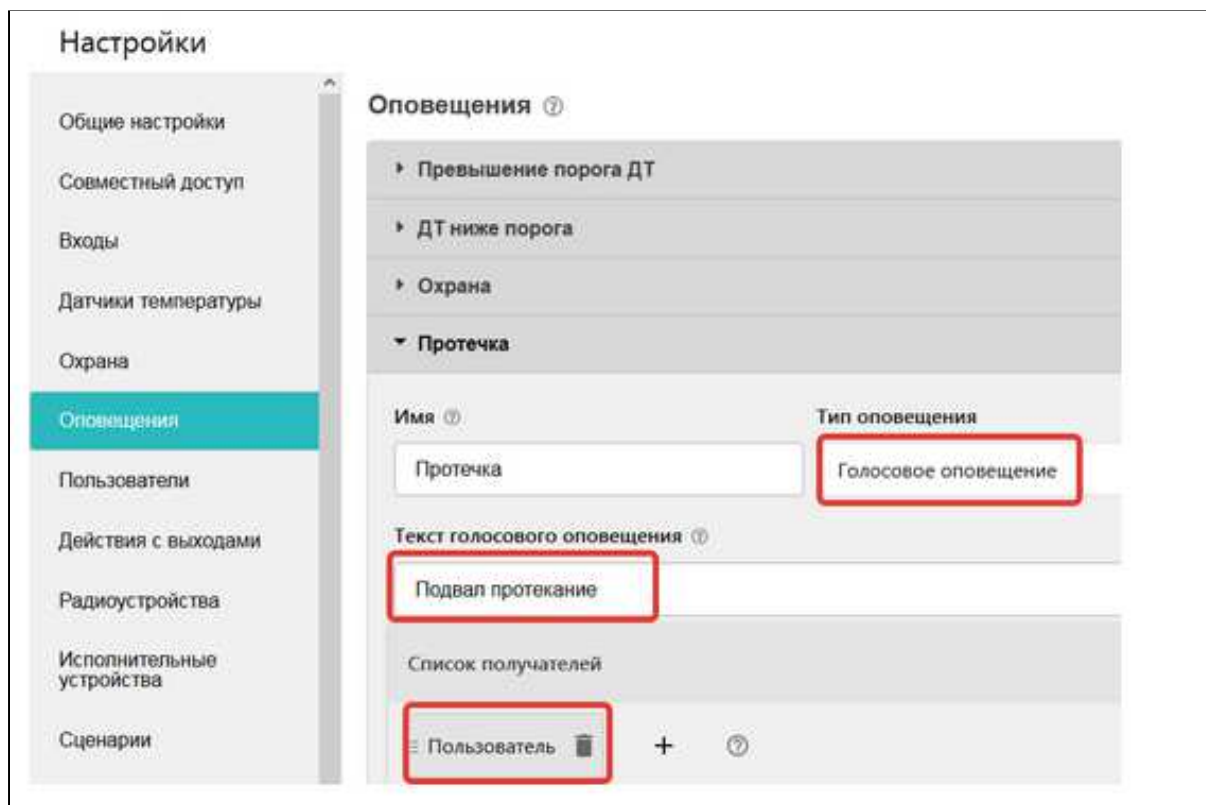 Настройки
Общие настройки
Совместный доступ
Входы
Датчики температуры
Охрана
Оповещения
Пользователи
Действия с выходами
Радиоустройства
Исполнительные
устройства
Сценарии
Оповещения
Превышение порога ДТ
ДТ ниже порога
Охрана
Протечка
Имя
Тип оповещения
Протечка
Голосовое оповещение
Текст голосового оповещения
Подвал протекание
Список получателей
Пользователь